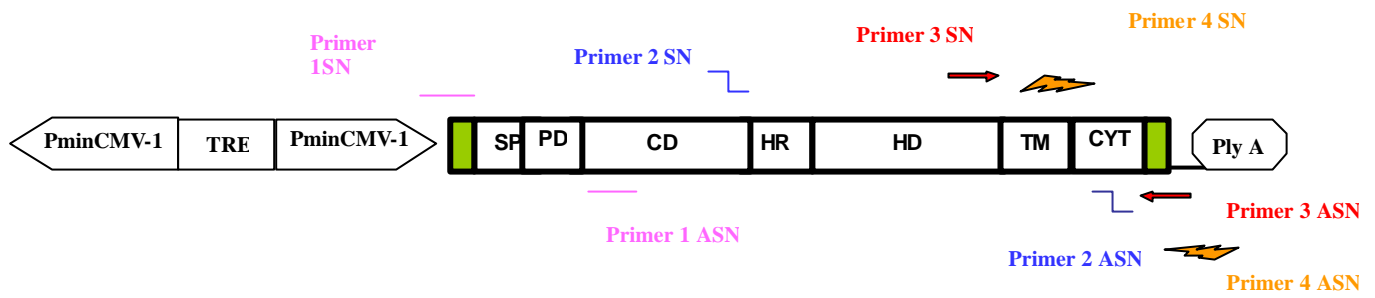 Primer 4 SN
Primer
1SN
Primer 3 SN
Primer 2 SN
PminCMV-1
TRE
PminCMV-1
SP
PD
CD
HR
HD
TM
CYT
Ply A
Primer 1 ASN
Primer 2 ASN
Primer 3 ASN
Primer 4 ASN